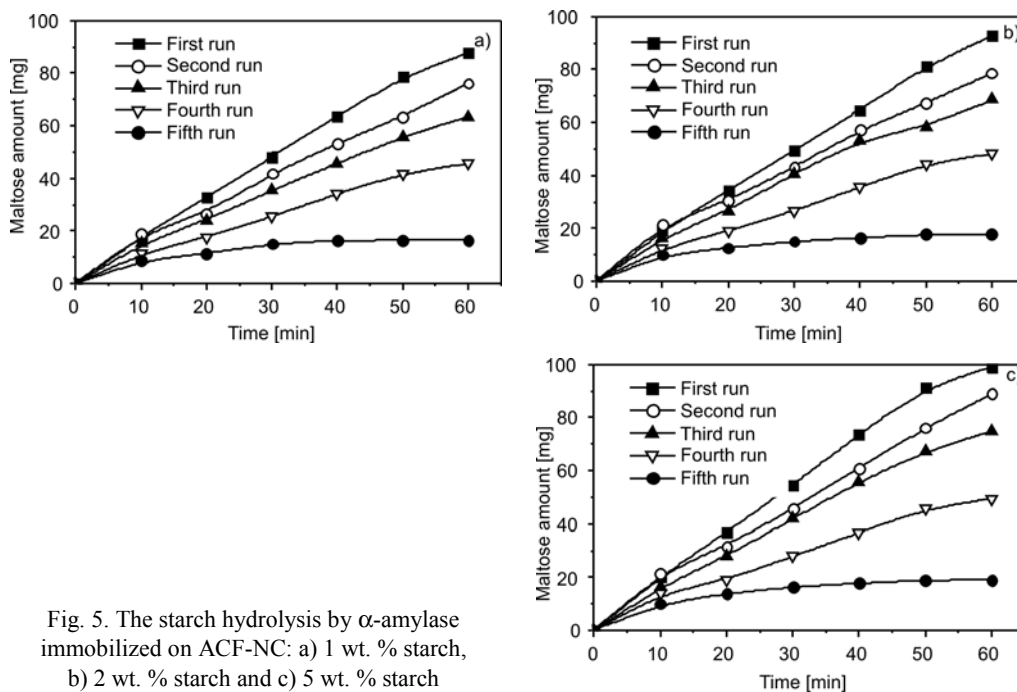 100
80
60
40
20
0
Maltose amount [mg]
First run
Second run
Third run
Fourth run
Fifth run
a)
0 10 20 30 40 50 60
Time [min]
100
80
60
40
20
0
Maltose amount [mg]
First run
Second run
Third run
Fourth run
Fifth run
b)
0 10 20 30 40 50 60
Time [min]
100
80
60
40
20
0
Maltose amount [mg]
First run
Second run
Third run
Fourth run
Fifth run
c
0 10 20 30 40 50 60
Time [min]
Fig. 5. The starch hydrolysis by α-amylase
immobilized on ACF-NC: a) 1 wt. % starch,
b) 2 wt. % starch and c) 5 wt. % starch